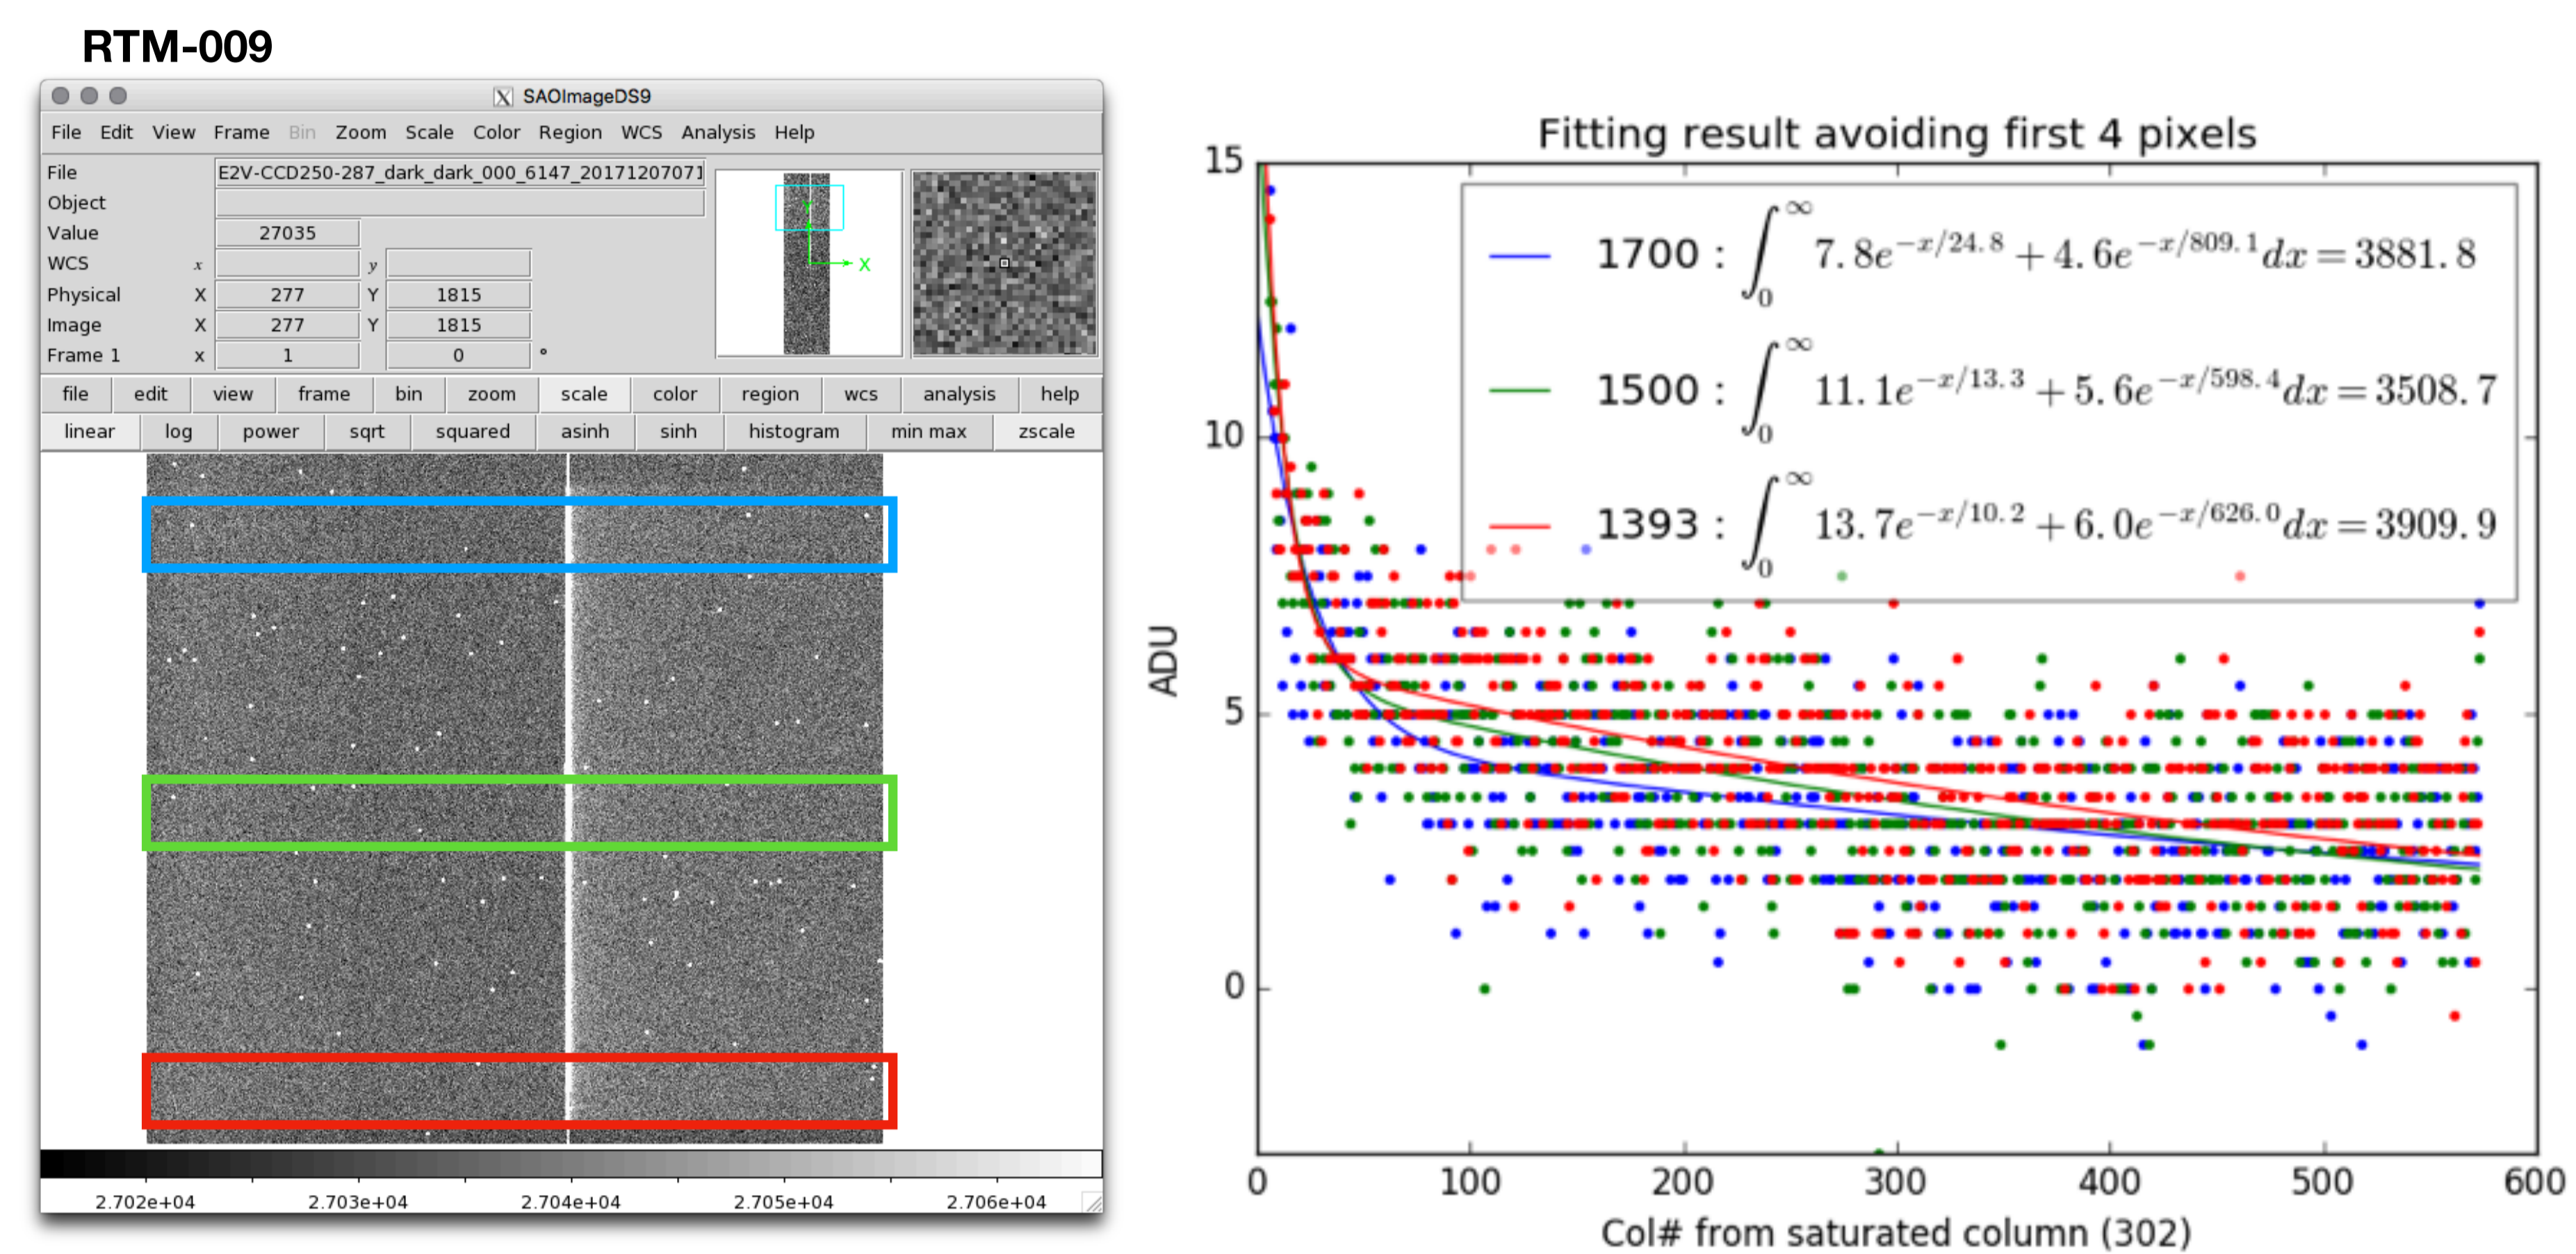 RTM-009
SAOImageDS9
File Edit View Frame Bin Zoom Scale Color Region WCS Analysis Help
File E2V-CCD250-287_dark_dark_000_6147_20171207071
Object
Value 27035
WCS x y
Physical X 277 Y 1815
Image X 277 Y 1815
Frame 1 x 1 0 °
Y
X
file edit view frame bin zoom scale color region wcs analysis help
linear log power sqrt squared asinh sinh histogram min max zscale
2.702e+04 2.703e+04 2.704e+04 2.705e+04 2.706e+04
Fitting result avoiding first 4 pixels
1700 : ∫₀^∞ 7.8e^{-x/24.8} + 4.6e^{-x/809.1}dx = 3881.8
1500 : ∫₀^∞ 11.1e^{-x/13.3} + 5.6e^{-x/598.4}dx = 3508.7
1393 : ∫₀^∞ 13.7e^{-x/10.2} + 6.0e^{-x/626.0}dx = 3909.9
15
10
5
0
ADU
0 100 200 300 400 500 600
Col# from saturated column (302)